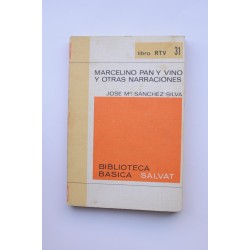 libro RTV 31
MARCELINO PAN Y VINO
Y OTRAS NARRACIONES
JOSE Mª SANCHEZ-SILVA
BIBLIOTECA
BASICA SALVAT